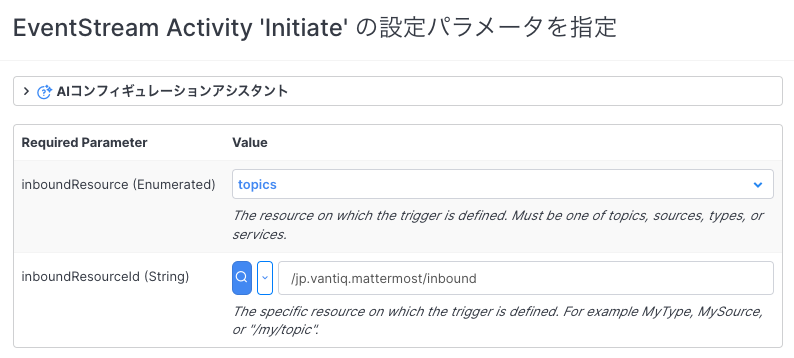 EventStream Activity 'Initiate' の設定パラメータを指定
AIコンフィギュレーションアシスタント
Required Parameter Value
inboundResource (Enumerated) topics
The resource on which the trigger is defined. Must be one of topics, sources, types, or
services.
inboundResourceId (String) /jp.vantiq.mattermost/inbound
The specific resource on which the trigger is defined. For example MyType, MySource,
or "/my/topic".